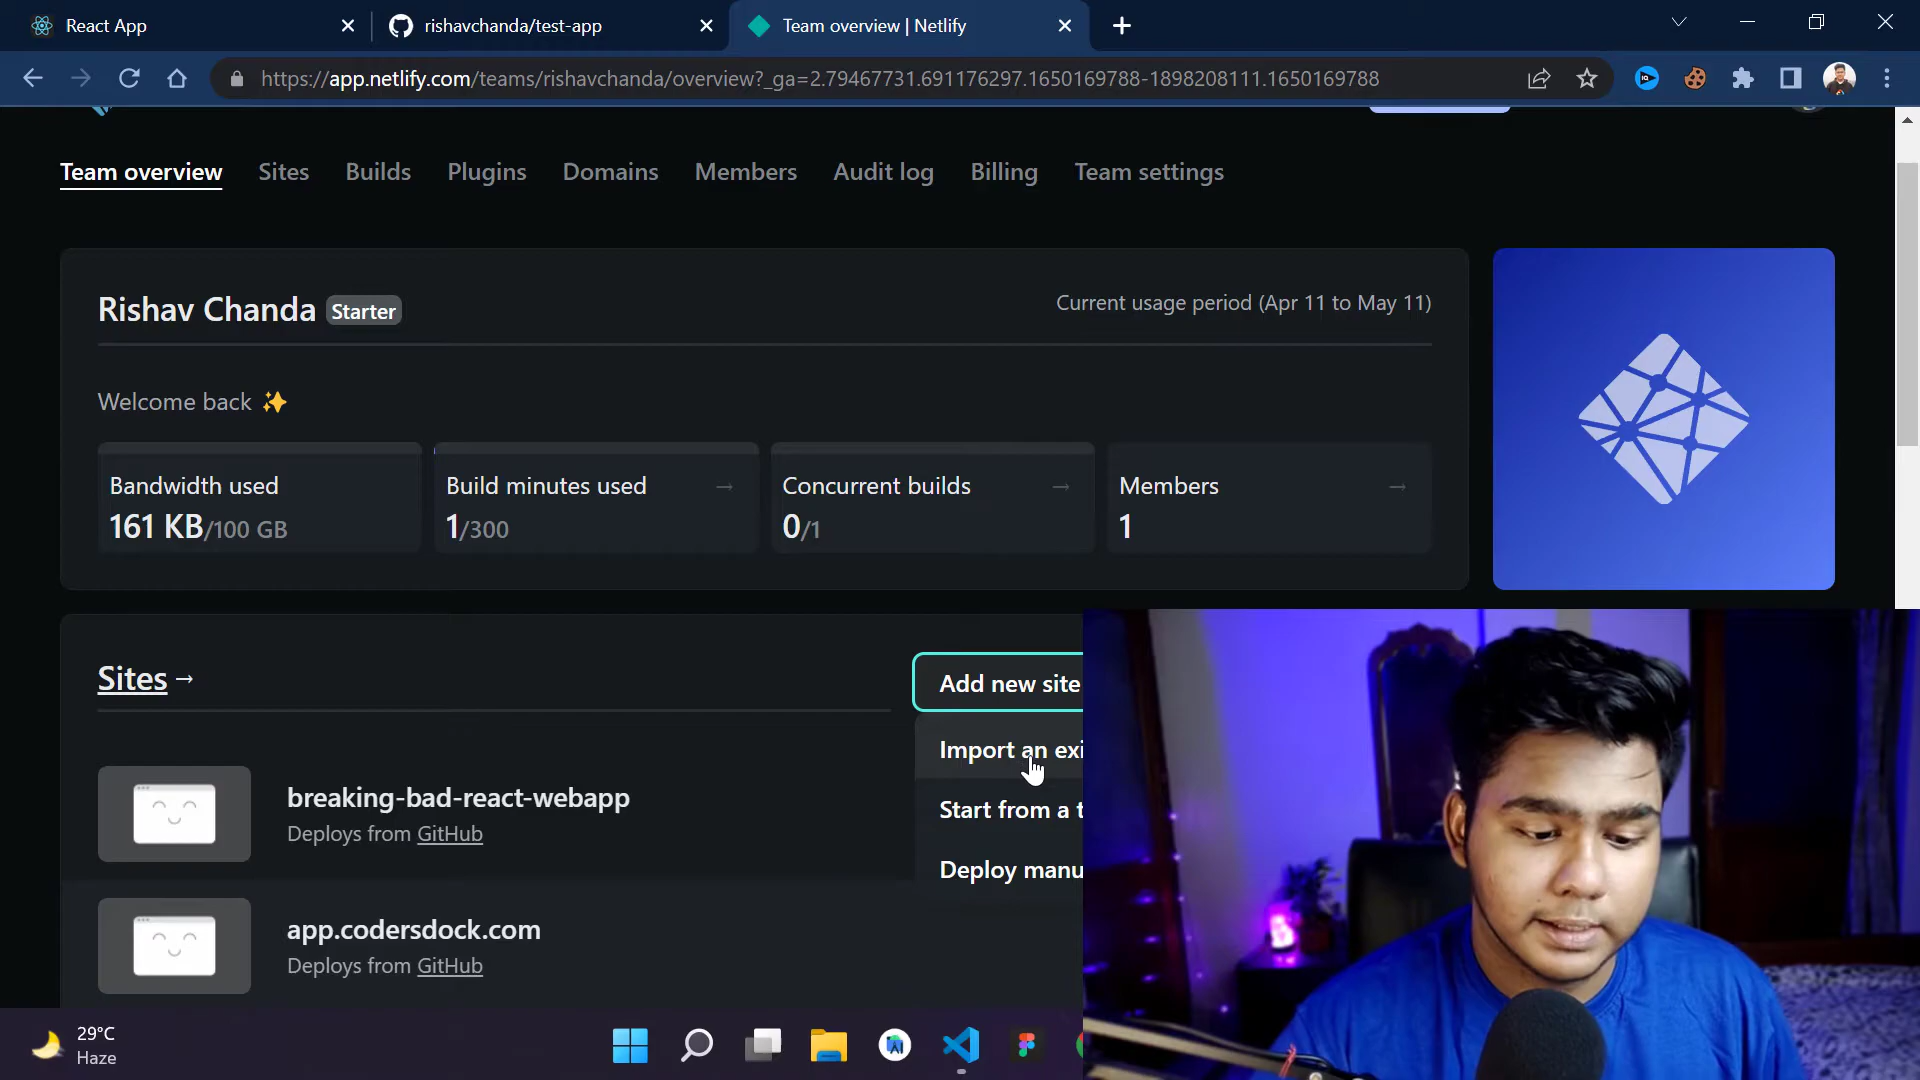 React App
rishavchanda/test-app
Team overview | Netlify
https://app.netlify.com/teams/rishavchanda/overview?_ga=2.79467731.691176297.1650169788-1898208111.1650169788
Team overview
Sites
Builds
Plugins
Domains
Members
Audit log
Billing
Team settings
Rishav Chanda Starter
Current usage period (Apr 11 to May 11)
Welcome back ✨
Bandwidth used
161 KB/100 GB
Build minutes used →
1/300
Concurrent builds →
0/1
Members →
1
Sites →
Add new site
Import an exi
Start from a t
Deploy manu
breaking-bad-react-webapp
Deploys from GitHub
app.codersdock.com
Deploys from GitHub
29°C
Haze